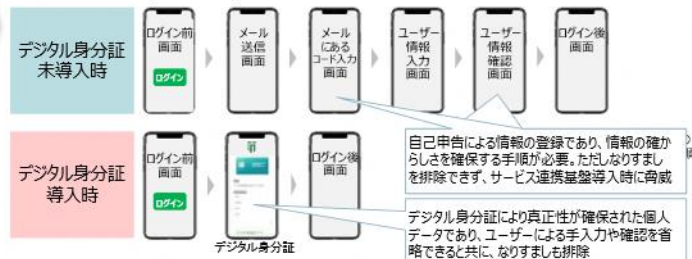 デジタル身分証
未導入時
ログイン前
画面
ログイン
メール
送信
画面
メール
にある
コード入力
画面
ユーザー
情報
入力
画面
ユーザー
情報
確認
画面
ログイン後
画面
自己申告による情報の登録であり、情報の確か
らしさを確保する手順が必要。ただしなりすまし
を排除できず、サービス連携基盤導入時に脅威
デジタル身分証
導入時
ログイン前
画面
ログイン
デジタル身分証
ログイン後
画面
デジタル身分証により真正性が確保された個人
データであり、ユーザーによる手入力や確認を省
略できると共に、なりすましも排除